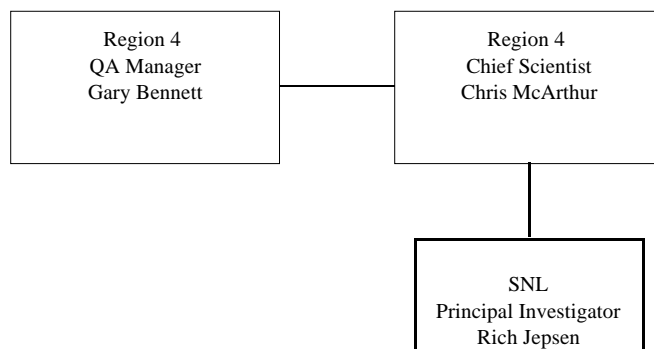 Region 4
QA Manager
Gary Bennett
Region 4
Chief Scientist
Chris McArthur
SNL
Principal Investigator
Rich Jepsen